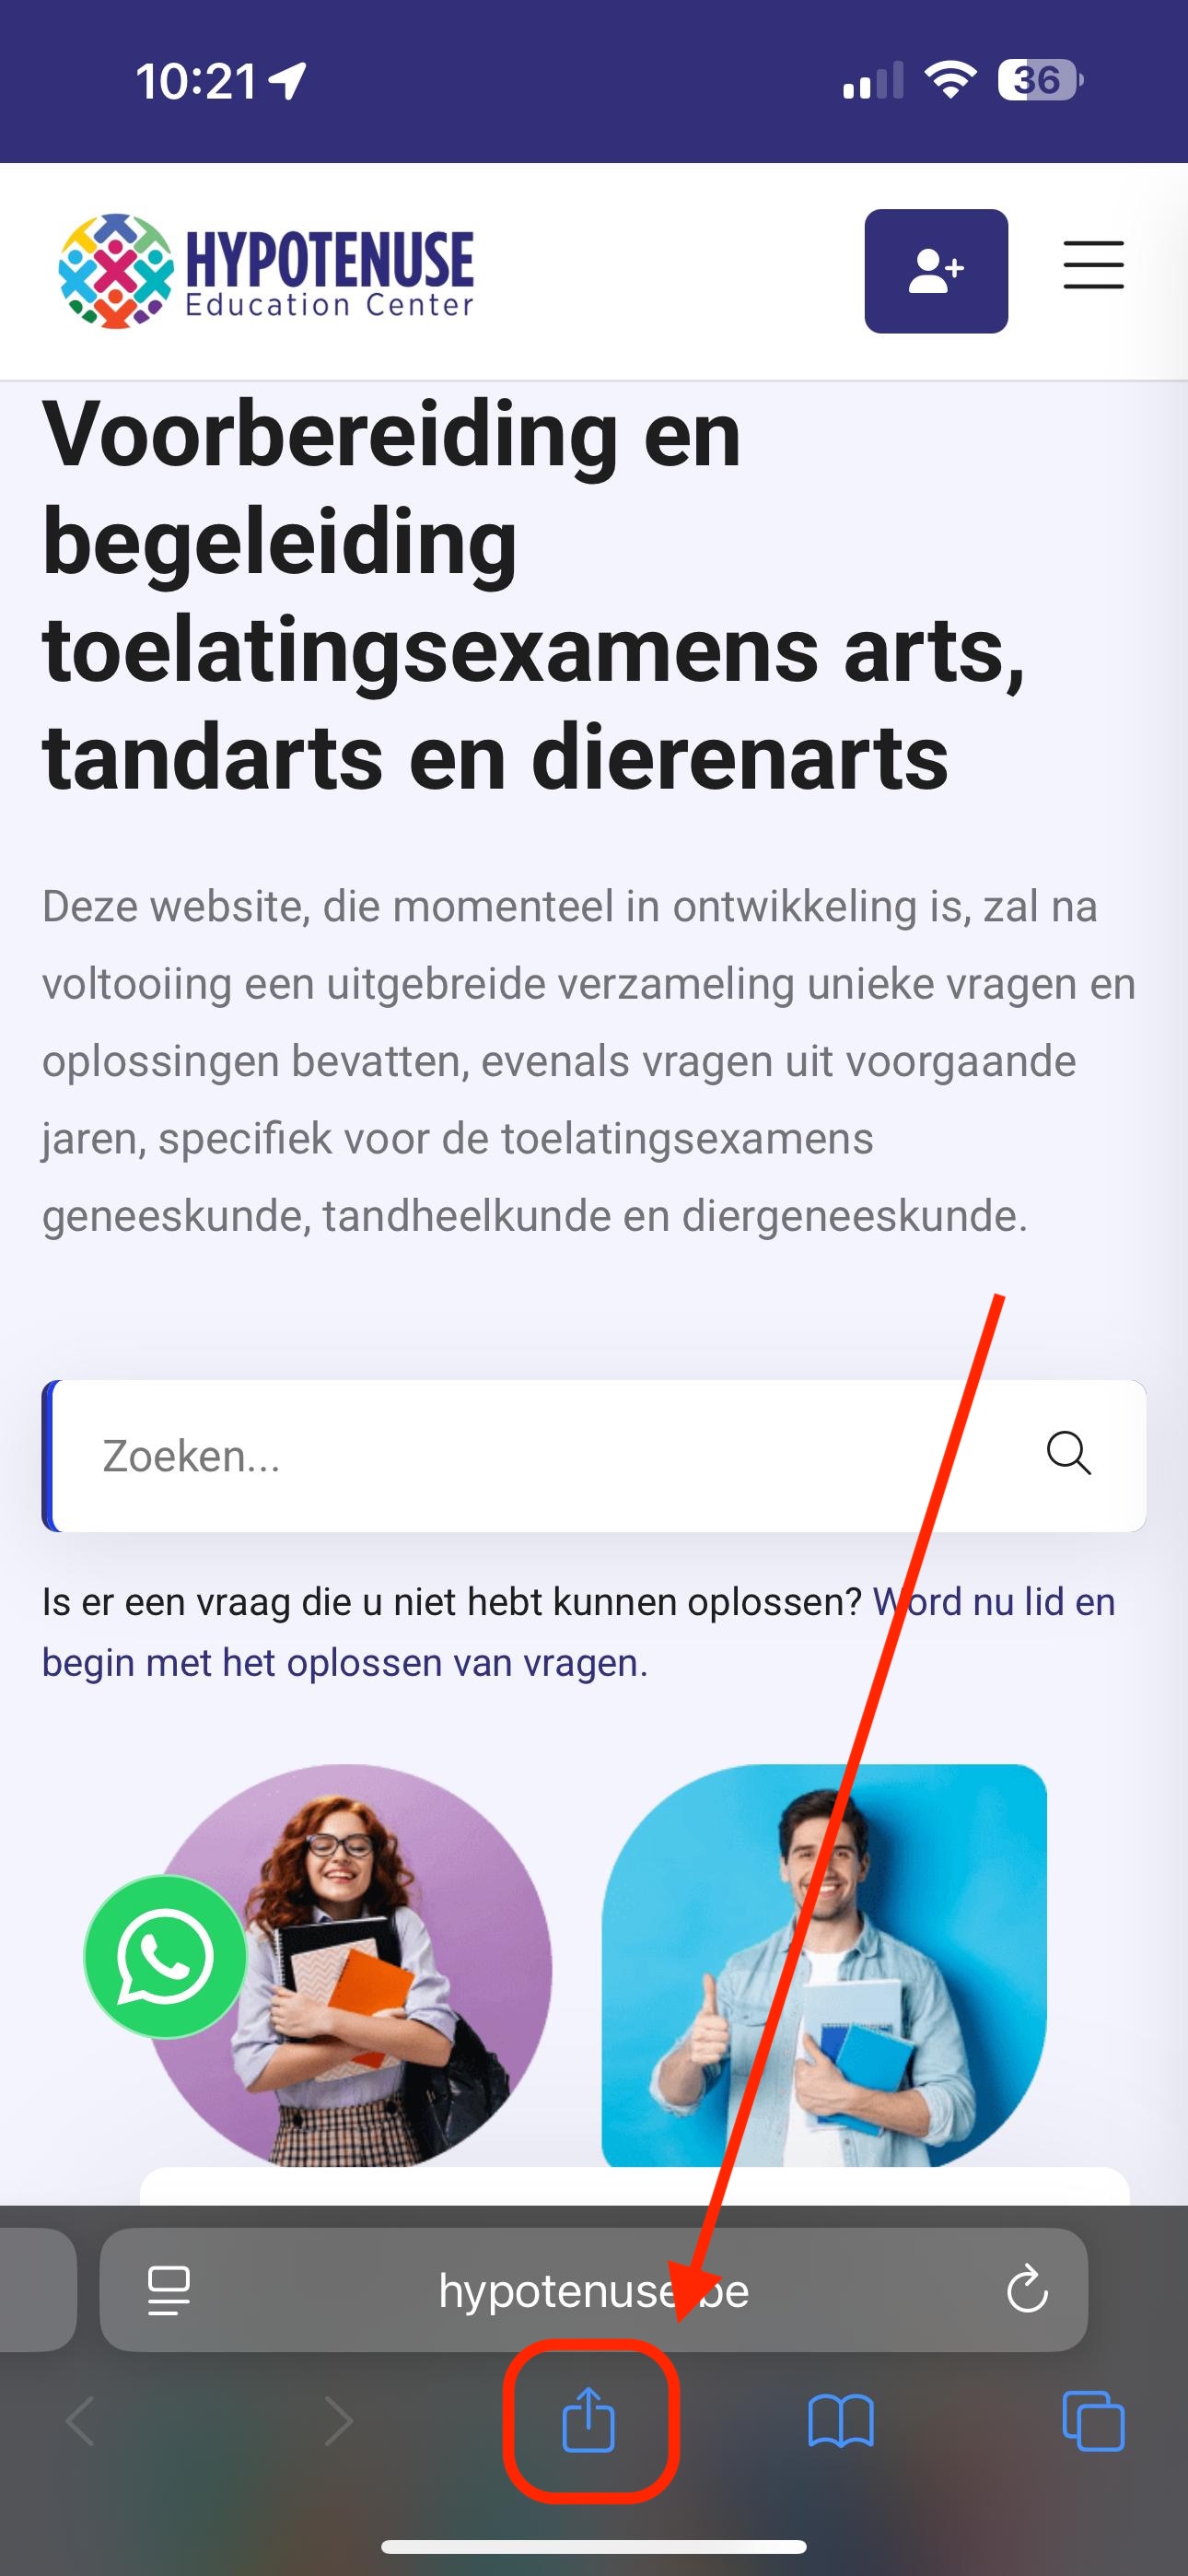 10:21
36
HYPOTENUSE
Education Center
Voorbereiding en
begeleiding
toelatingsexamens arts,
tandarts en dierenarts
Deze website, die momenteel in ontwikkeling is, zal na
voltooiing een uitgebreide verzameling unieke vragen en
oplossingen bevatten, evenals vragen uit voorgaande
jaren, specifiek voor de toelatingsexamens
geneeskunde, tandheelkunde en diergeneeskunde.
Zoeken...
Is er een vraag die u niet hebt kunnen oplossen? Word nu lid en
begin met het oplossen van vragen.
hypotenuse.be